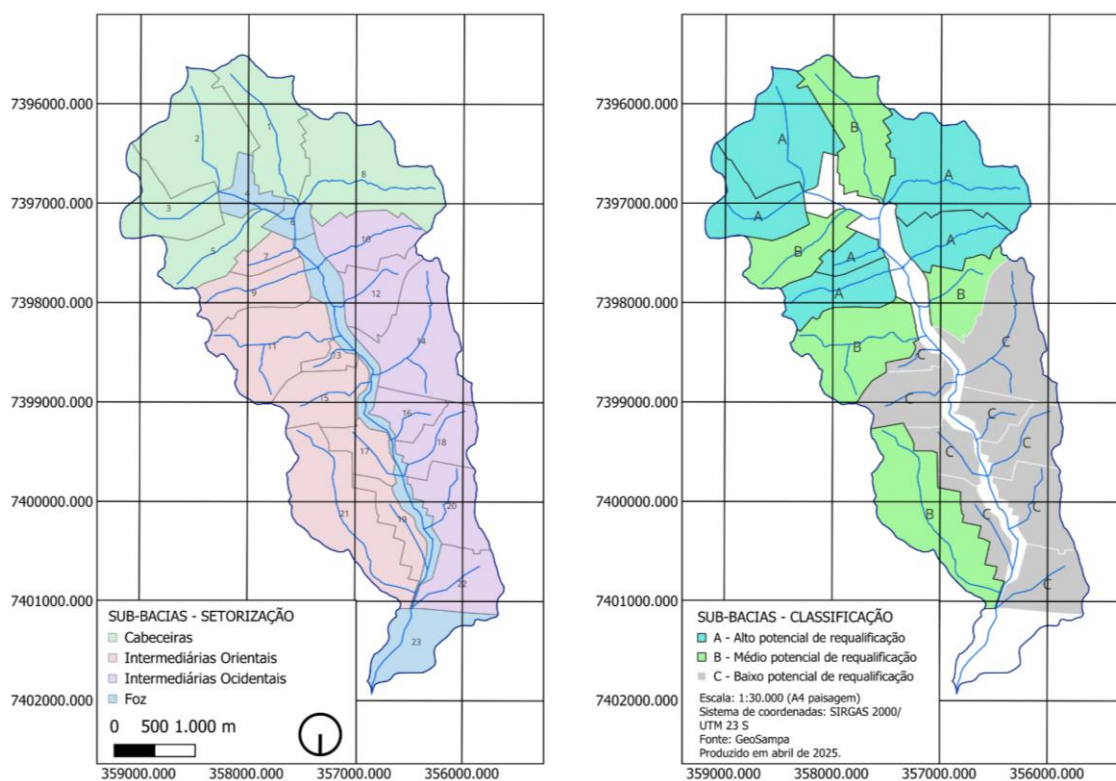 7396000.000
7397000.000
7398000.000
7399000.000
7400000.000
7401000.000
7402000.000
1
2
3
4
5
6
7
8
9
10
11
12
13
14
15
16
17
18
19
20
21
22
23
SUB-BACIAS - SETORIZAÇÃO
Cabeceiras
Intermediárias Orientais
Intermediárias Ocidentais
Foz
0 500 1.000 m
359000.000 358000.000 357000.000 356000.000
7396000.000
7397000.000
7398000.000
7399000.000
7400000.000
7401000.000
7402000.000
A
B
A
A
A
B
A
A
B
B
C
C
C
C
C
C
B
C
C
C
SUB-BACIAS - CLASSIFICAÇÃO
A - Alto potencial de requalificação
B - Médio potencial de requalificação
C - Baixo potencial de requalificação
Escala: 1:30.000 (A4 paisagem)
Sistema de coordenadas: SIRGAS 2000/
UTM 23 S
Fonte: GeoSampa
Produzido em abril de 2025.
359000.000 358000.000 357000.000 356000.000